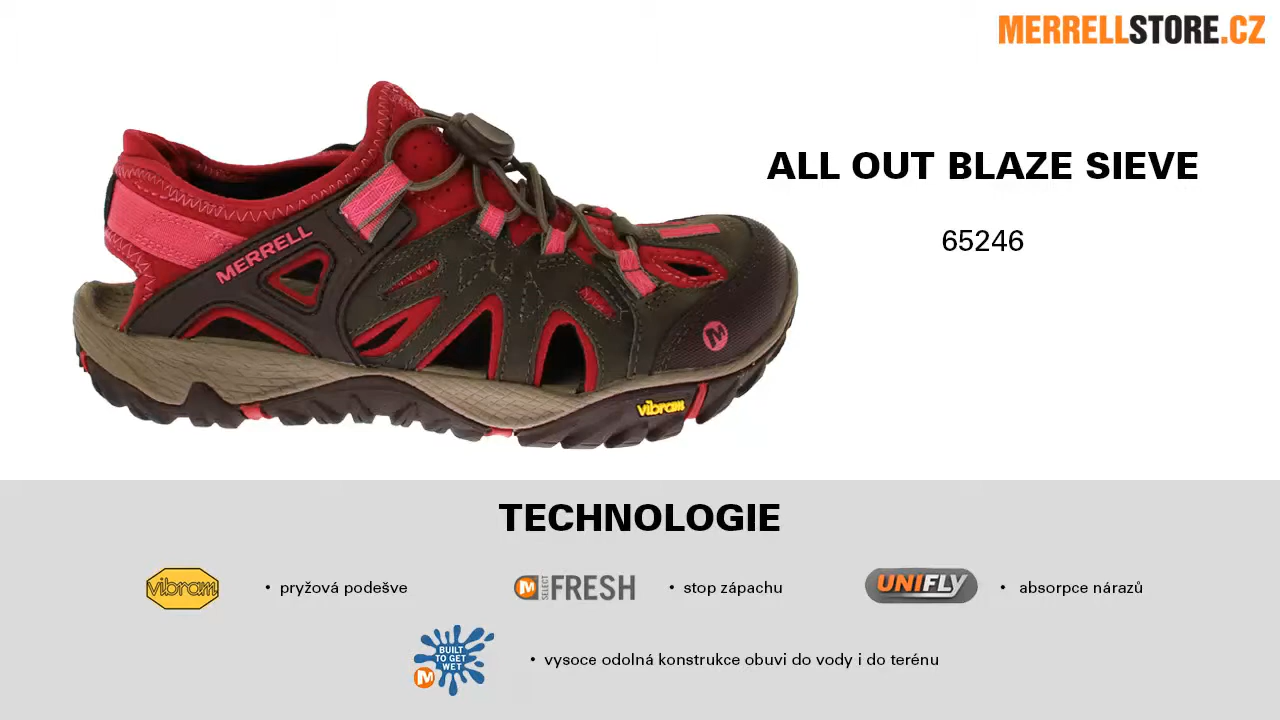 MERRELLSTORE.CZ
ALL OUT BLAZE SIEVE
65246
MERRELL
M
vibram
TECHNOLOGIE
vibram
• pryžová podešve
M SELECT FRESH
• stop zápachu
UNIFLY
• absorpce nárazů
BUILT
TO GET
WET
M
• vysoce odolná konstrukce obuvi do vody i do terénu